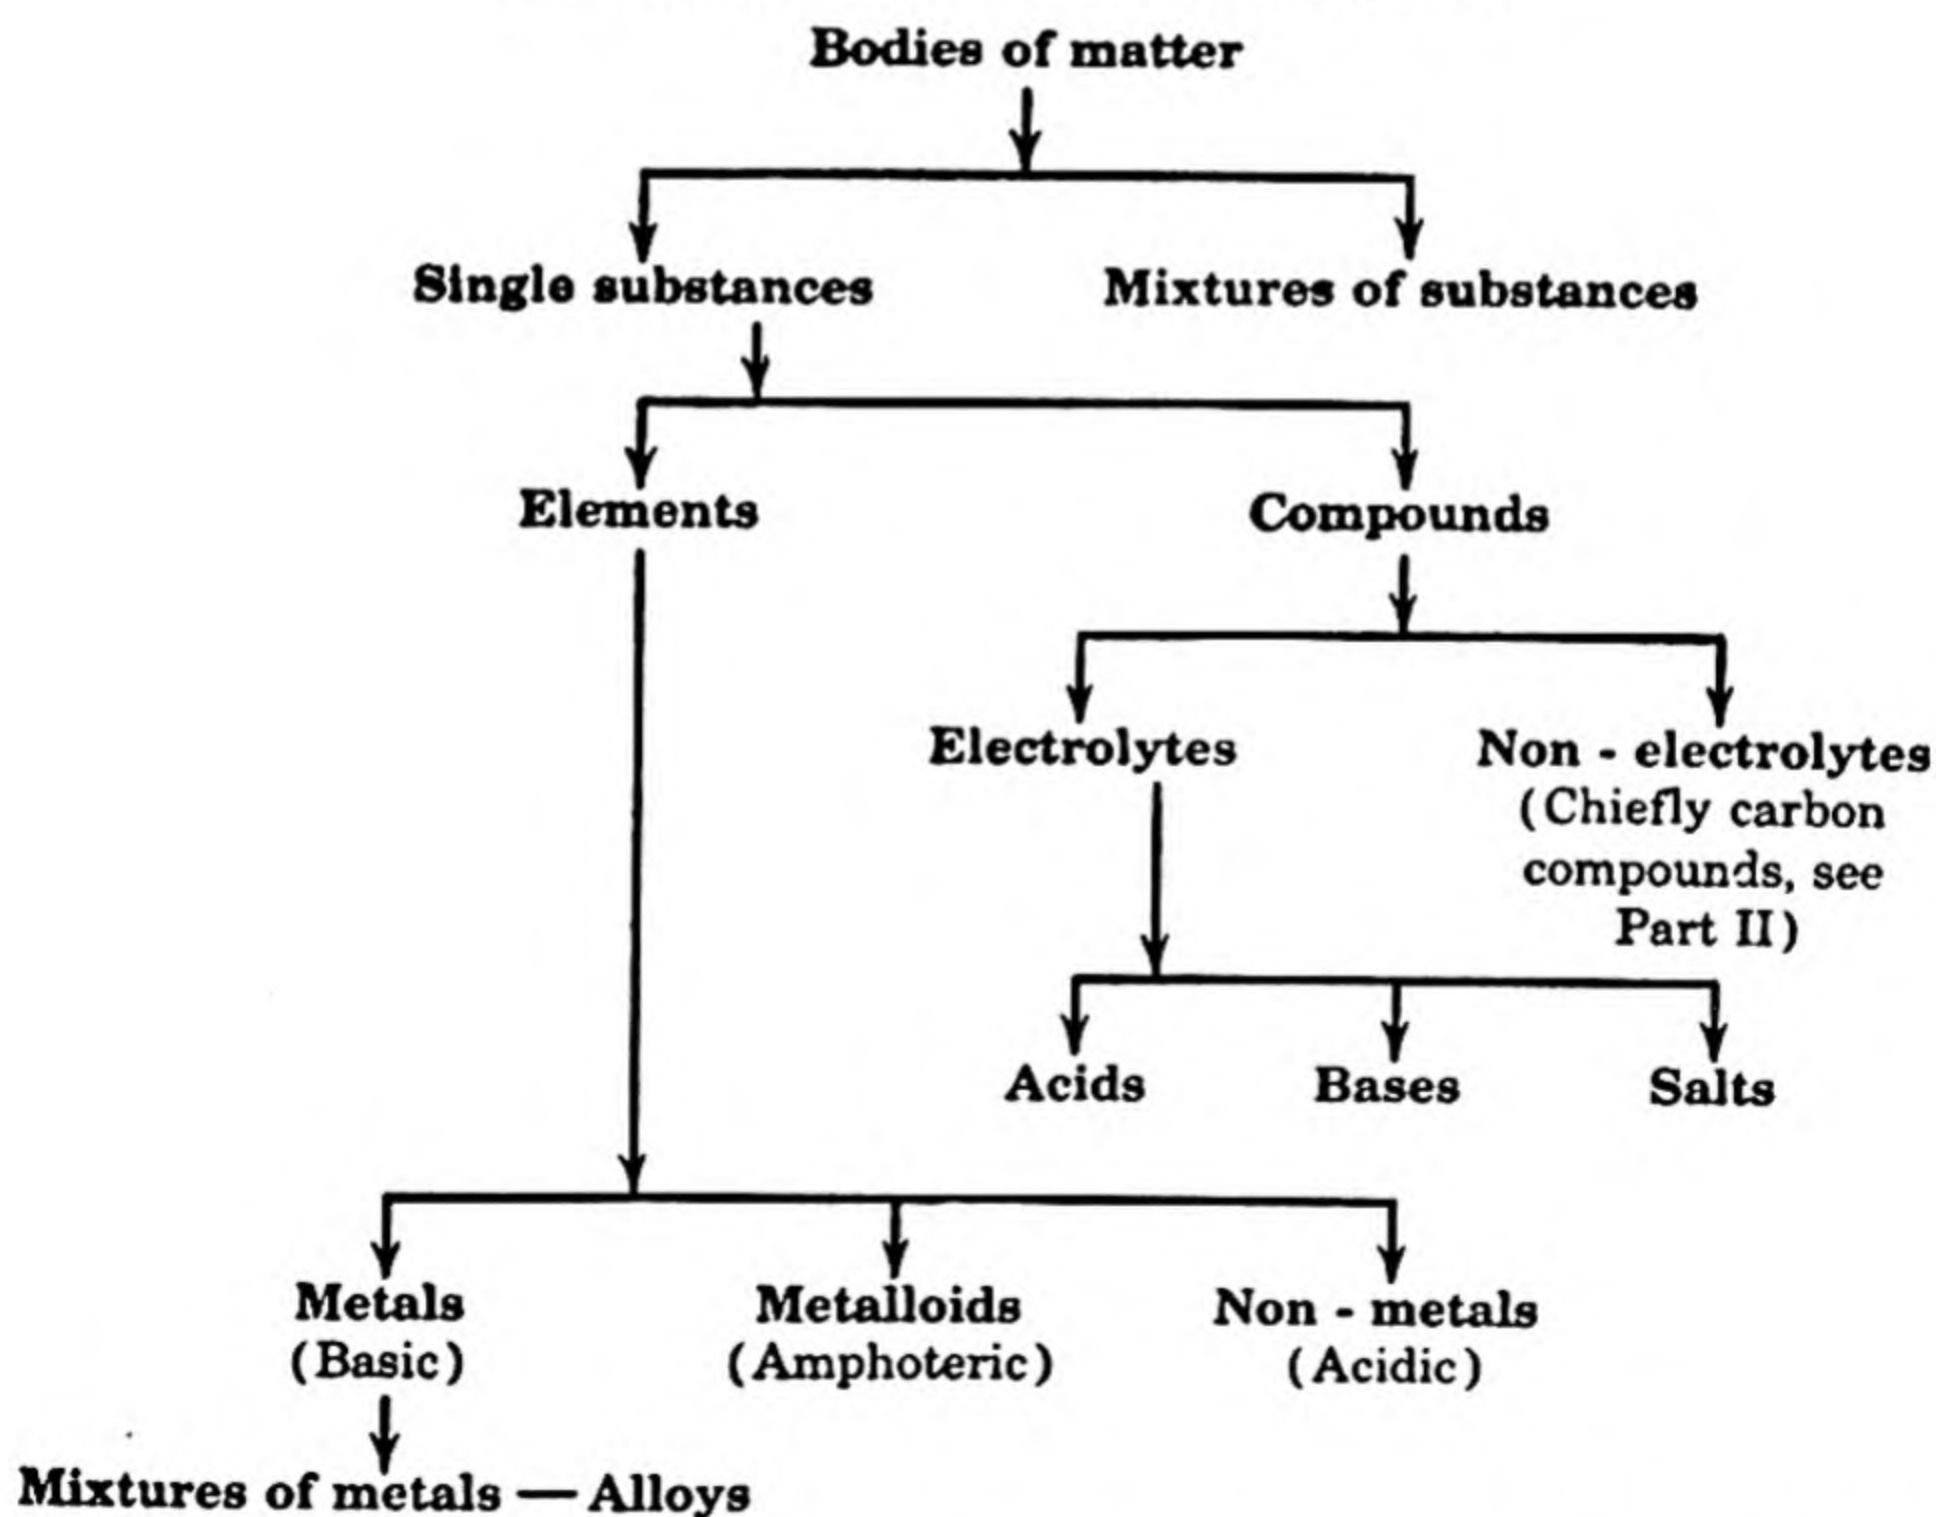 Bodies of matter
Single substances
Mixtures of substances
Elements
Compounds
Electrolytes
Non - electrolytes
(Chiefly carbon
compounds, see
Part II)
Acids
Bases
Salts
Metals
(Basic)
Metalloids
(Amphoteric)
Non - metals
(Acidic)
Mixtures of metals — Alloys